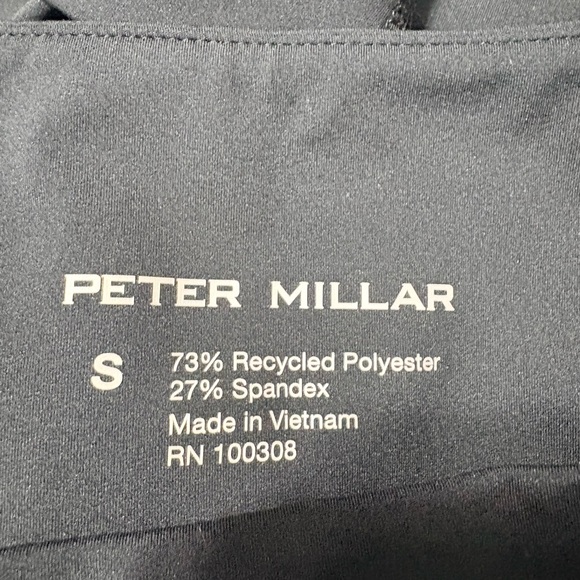 PETER MILLAR
S
73% Recycled Polyester
27% Spandex
Made in Vietnam
RN 100308